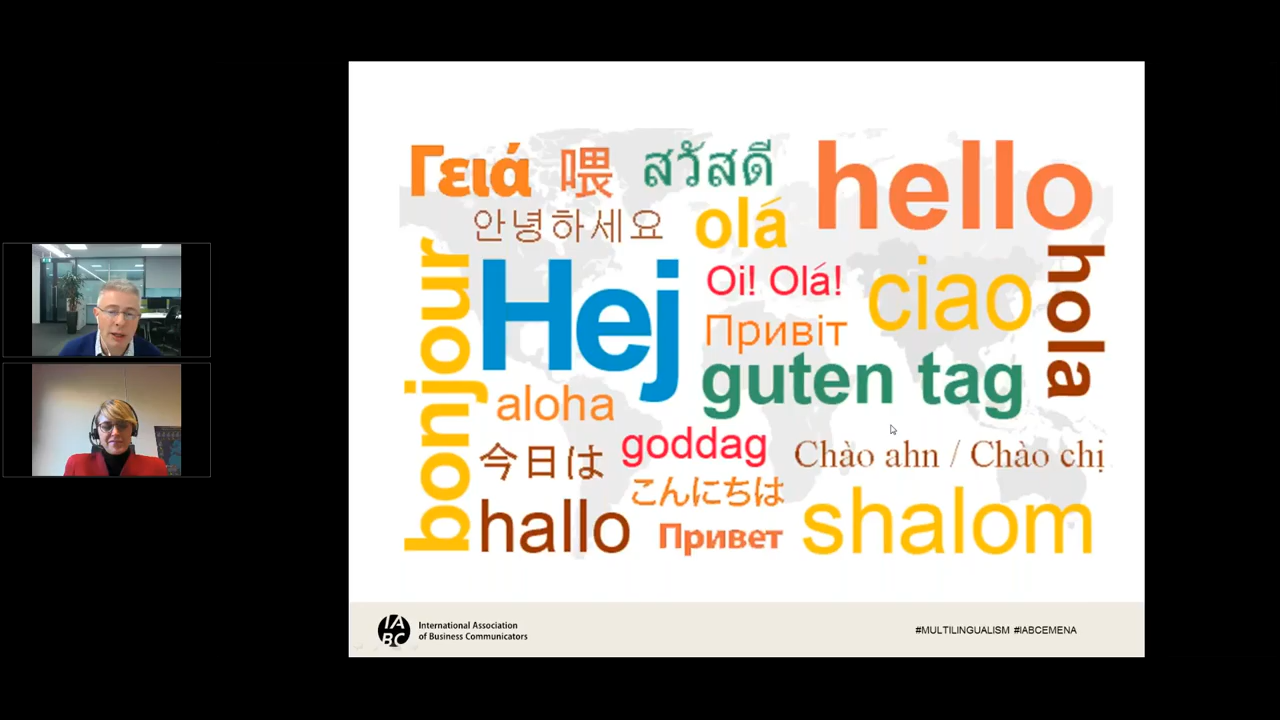 Γειά
喂
สวัสดี
hello
안녕하세요
olá
bonjour
Hej
Oi! Olá!
ciao
hola
Привіт
guten tag
aloha
goddag
Chào ahn / Chào chị
今日は
こんにちは
hallo
Привет
shalom
IABC
International Association
of Business Communicators
#MULTILINGUALISM #IABCEMENA